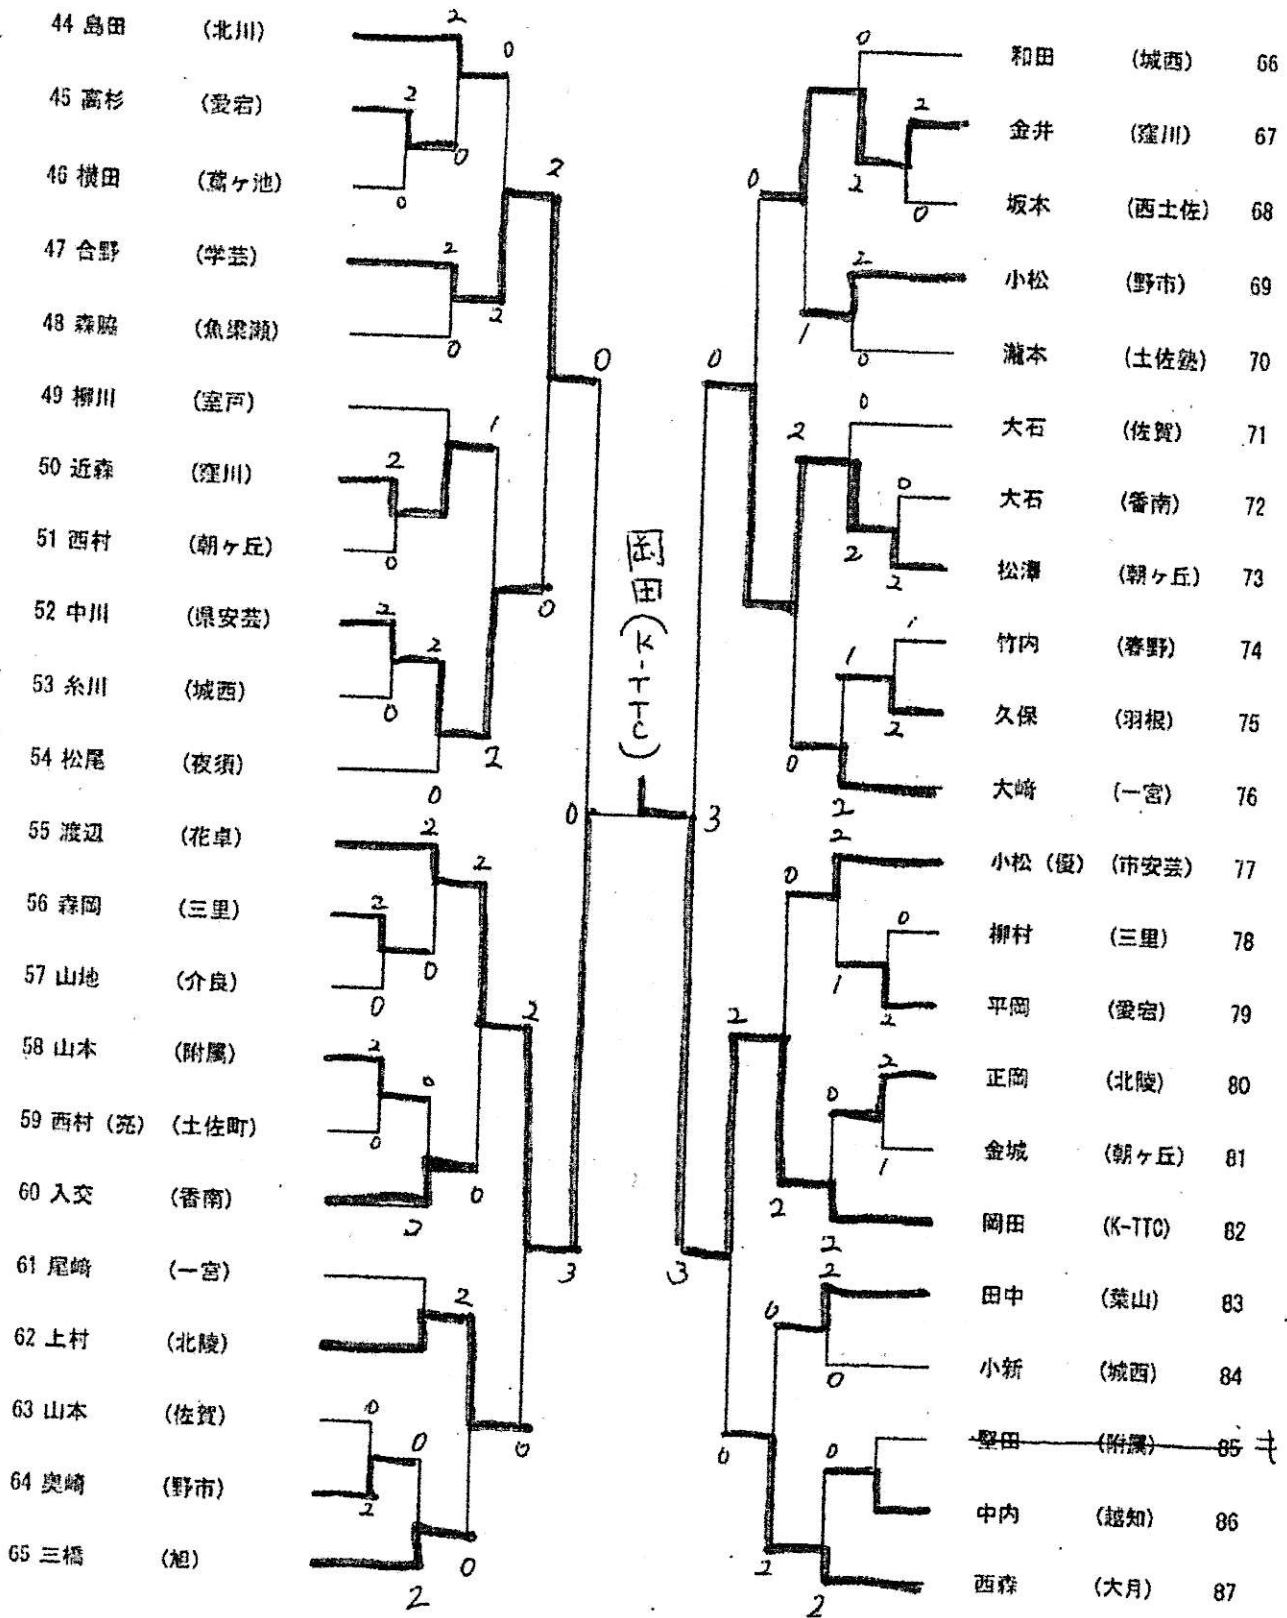 44 島田 (北川)
45 高杉 (愛宕)
46 横田 (鳶ヶ池)
47 合野 (学芸)
48 森脇 (魚梁瀬)
49 柳川 (室戸)
50 近森 (窪川)
51 西村 (朝ヶ丘)
52 中川 (県安芸)
53 糸川 (城西)
54 松尾 (夜須)
55 渡辺 (花卓)
56 森岡 (三里)
57 山地 (介良)
58 山本 (附属)
59 西村(亮) (土佐町)
60 入交 (香南)
61 尾崎 (一宮)
62 上村 (北陵)
63 山本 (佐賀)
64 奥崎 (野市)
65 三橋 (旭)
岡田(K-TTC)
0 3
和田 (城西) 66
金井 (窪川) 67
坂本 (西土佐) 68
小松 (野市) 69
瀧本 (土佐塾) 70
大石 (佐賀) 71
大石 (香南) 72
松澤 (朝ヶ丘) 73
竹内 (春野) 74
久保 (羽根) 75
大崎 (一宮) 76
小松(優) (市安芸) 77
柳村 (三里) 78
平岡 (愛宕) 79
正岡 (北陵) 80
金城 (朝ヶ丘) 81
岡田 (K-TTC) 82
田中 (葉山) 83
小新 (城西) 84
堅田 (附属) 85 キ
中内 (越知) 86
西森 (大月) 87